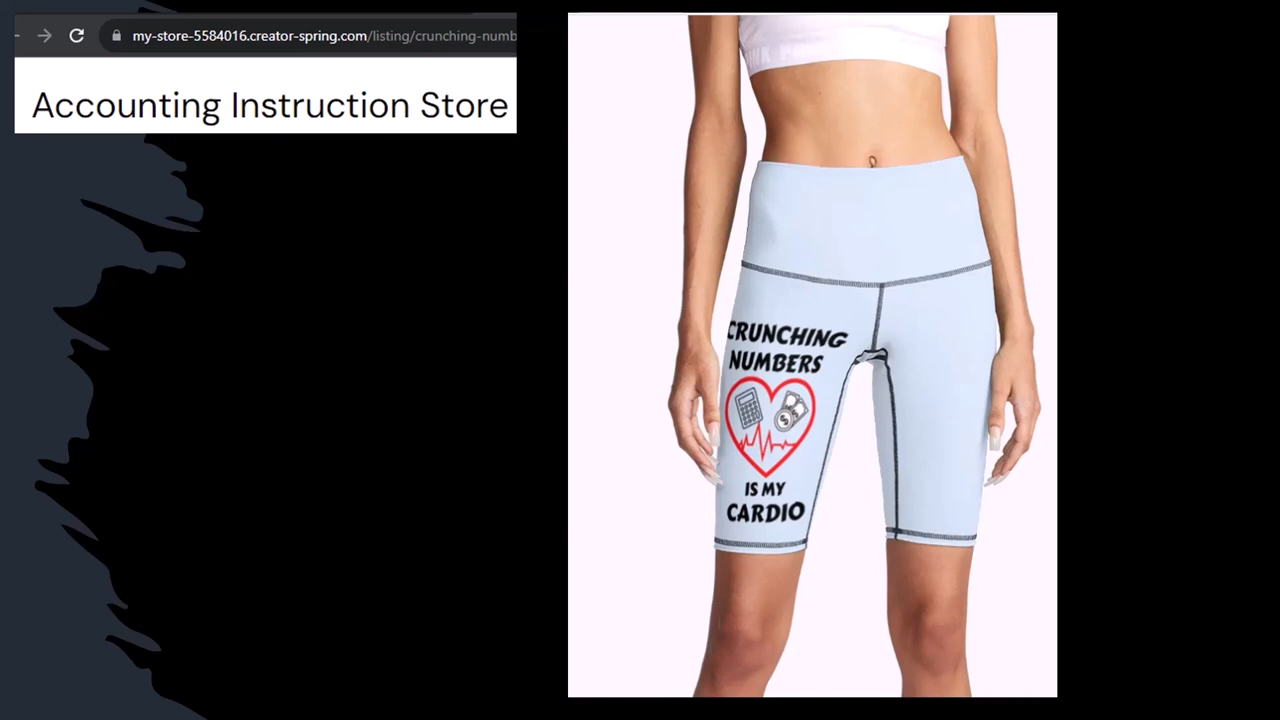 my-store-5584016.creator-spring.com/listing/crunching-numb
Accounting Instruction Store
CRUNCHING
NUMBERS
IS MY
CARDIO